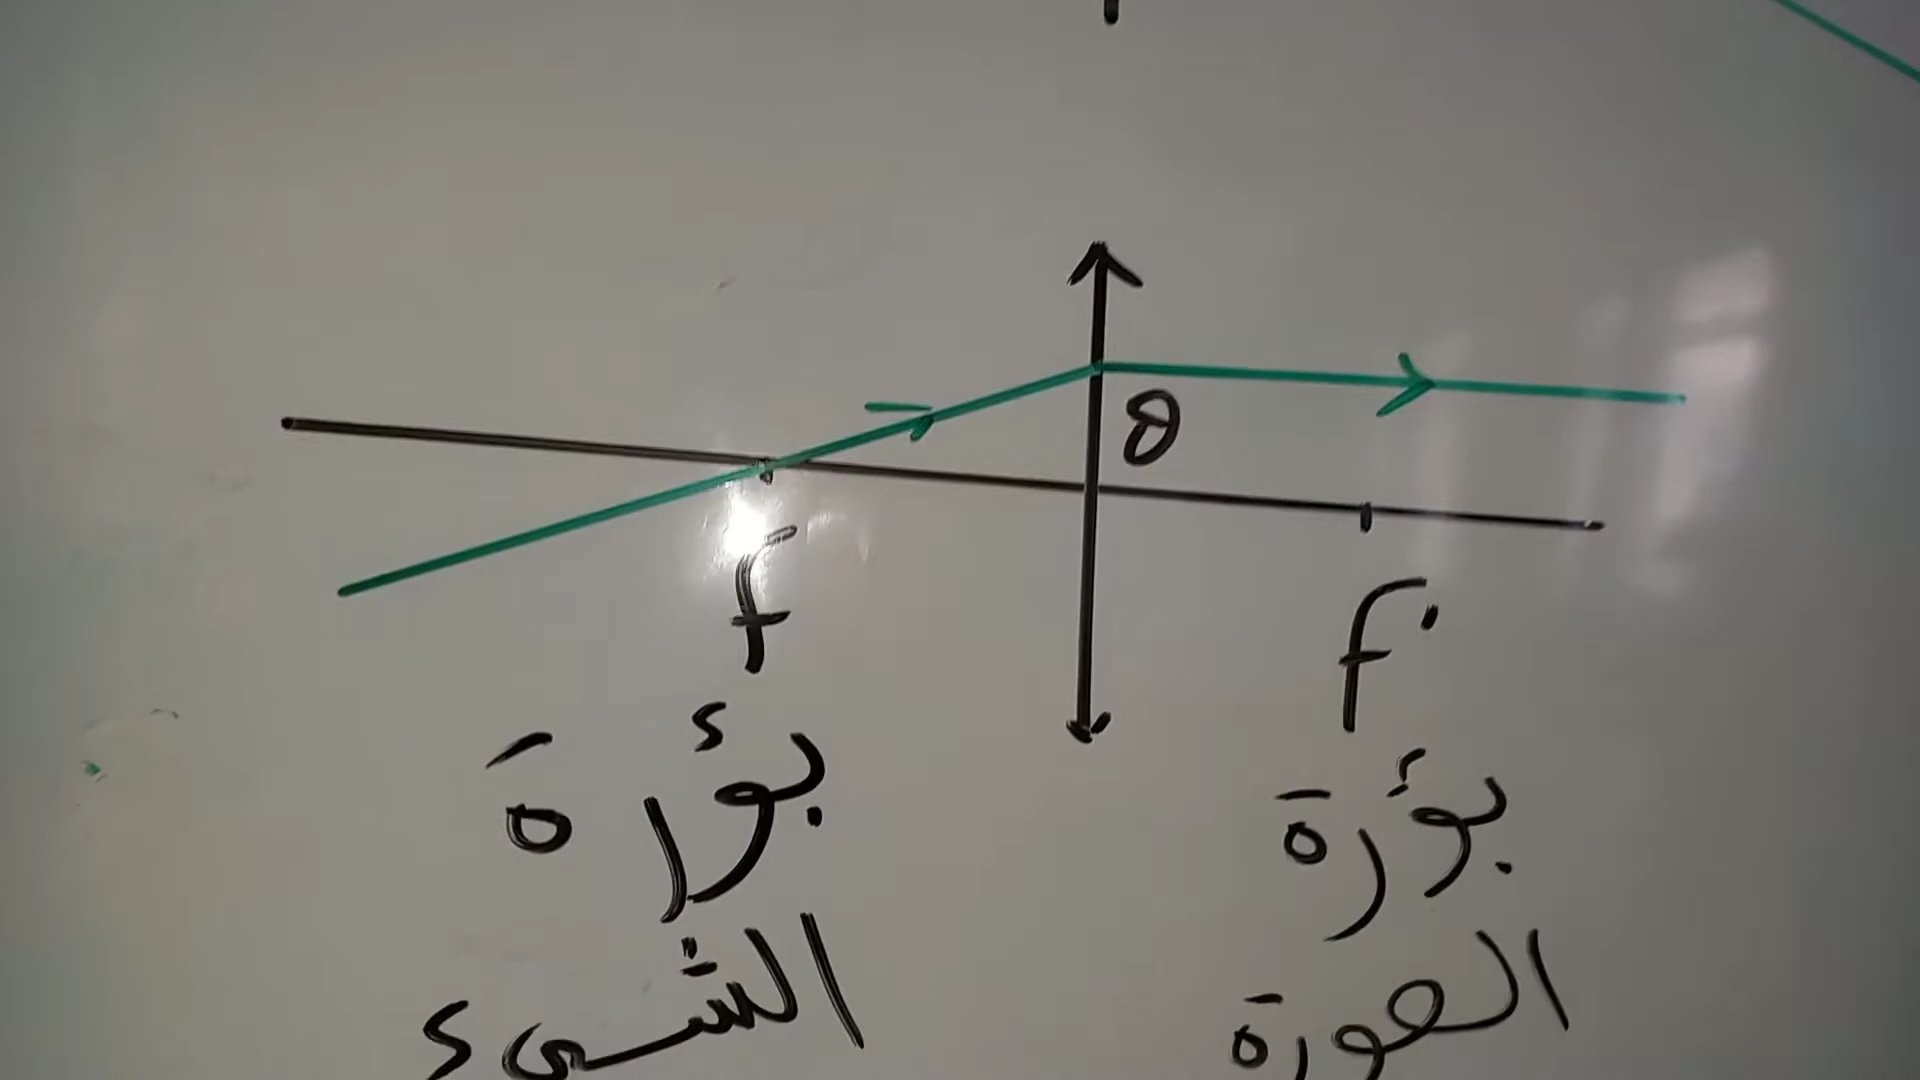 θ
f
f'
بؤرة
الشيء
بؤرة
الصورة